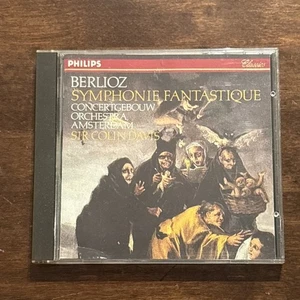 PHILIPS
Classics
BERLIOZ
SYMPHONIE FANTASTIQUE
CONCERTGEBOUW
ORCHESTRA
AMSTERDAM
SIR COLIN DAVIS